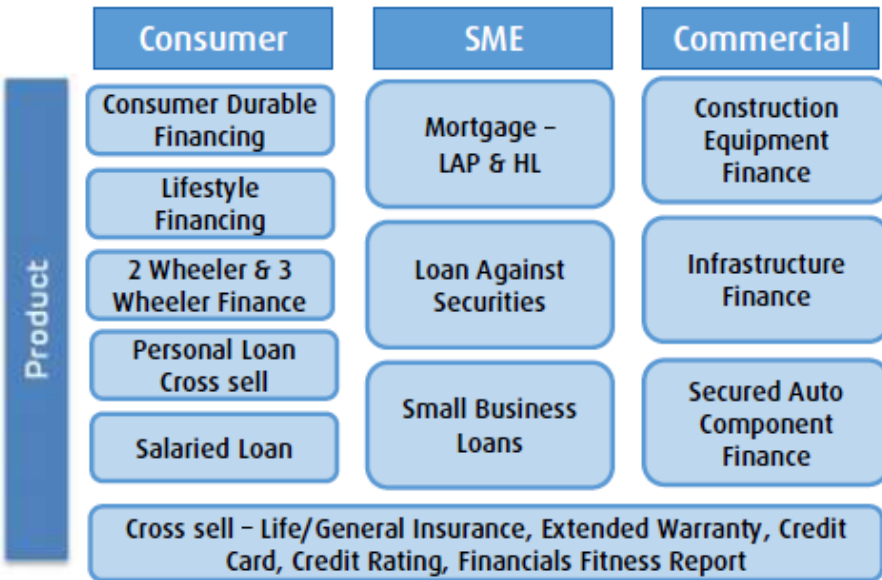 Consumer
SME
Commercial
Product
Consumer Durable
Financing
Lifestyle
Financing
2 Wheeler & 3
Wheeler Finance
Personal Loan
Cross sell
Salaried Loan
Mortgage –
LAP & HL
Loan Against
Securities
Small Business
Loans
Construction
Equipment
Finance
Infrastructure
Finance
Secured Auto
Component
Finance
Cross sell – Life/General Insurance, Extended Warranty, Credit
Card, Credit Rating, Financials Fitness Report